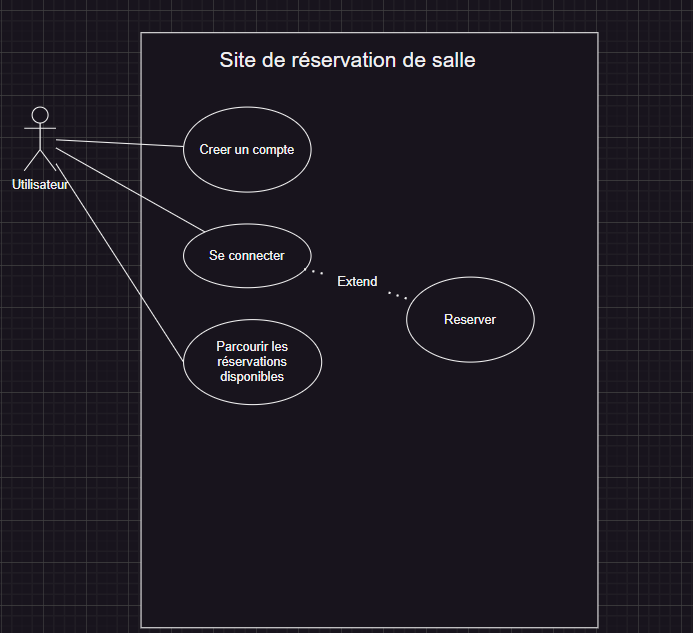 Site de réservation de salle
Creer un compte
Utilisateur
Se connecter
Extend
Reserver
Parcourir les
réservations
disponibles